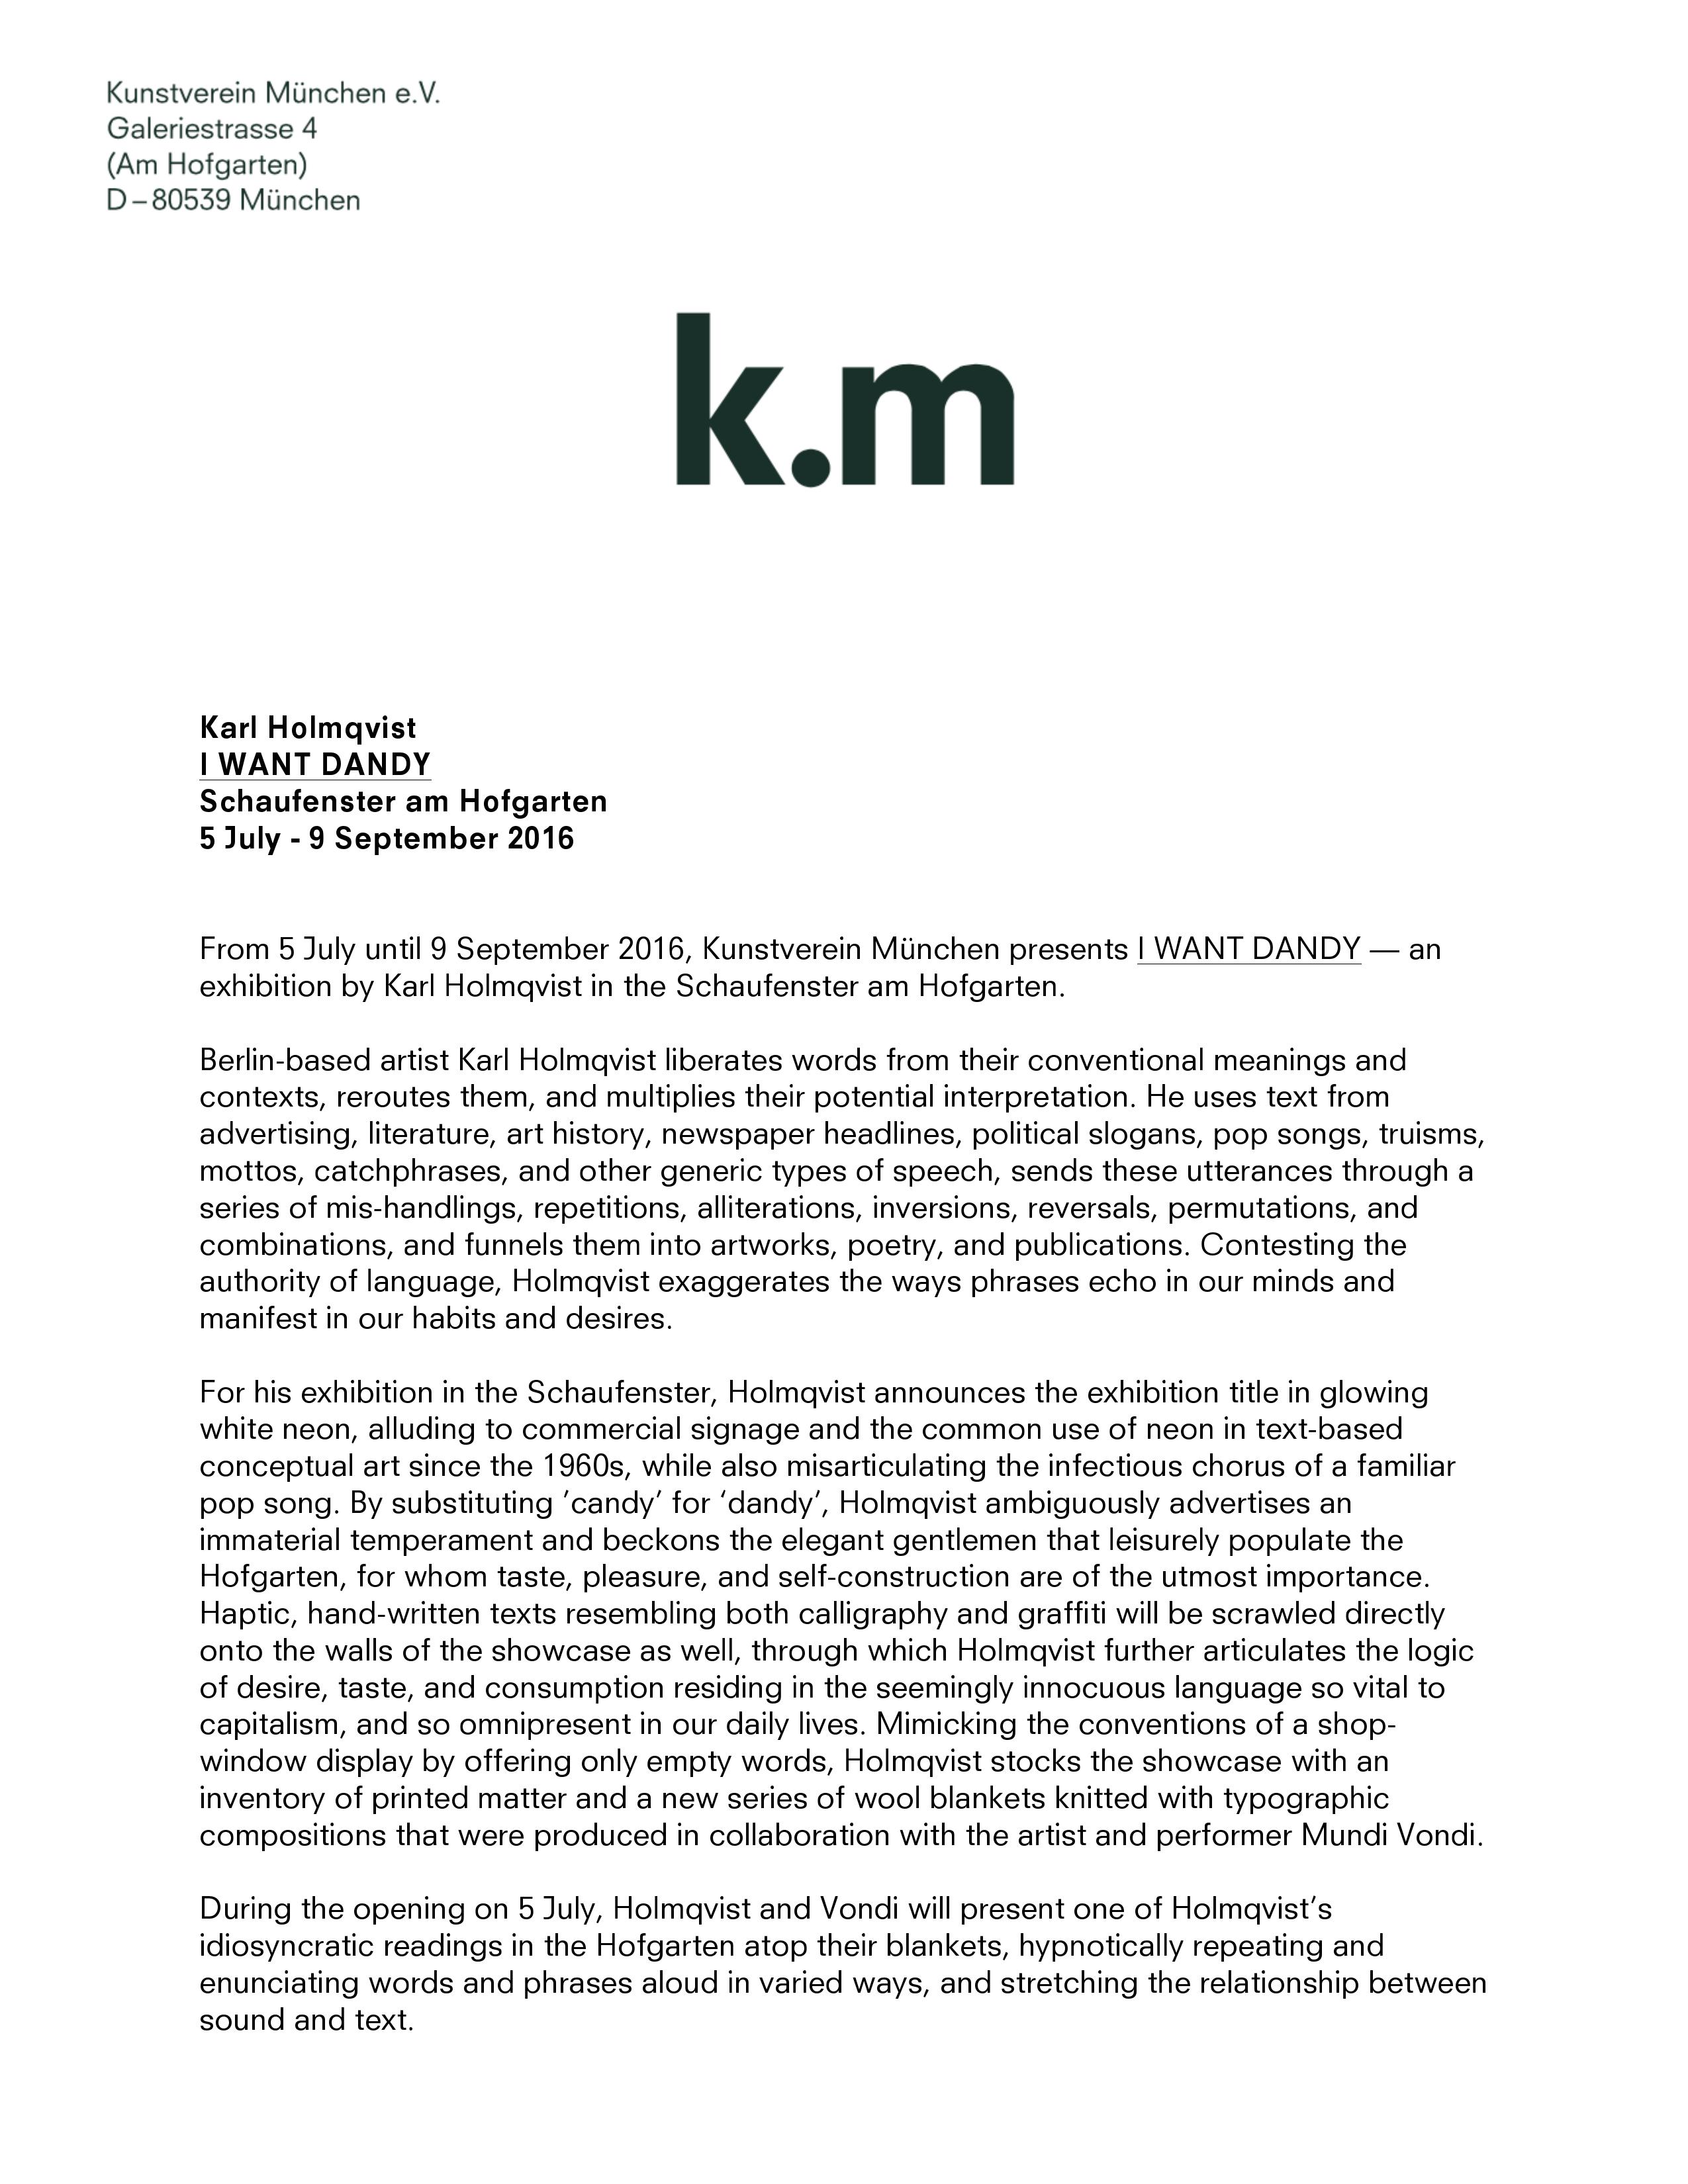 Kunstverein München e.V.
Galeriestrasse 4
(Am Hofgarten)
D – 80539 München
k.m
Karl Holmqvist
I WANT DANDY
Schaufenster am Hofgarten
5 July - 9 September 2016
From 5 July until 9 September 2016, Kunstverein München presents I WANT DANDY — an
exhibition by Karl Holmqvist in the Schaufenster am Hofgarten.
Berlin-based artist Karl Holmqvist liberates words from their conventional meanings and
contexts, reroutes them, and multiplies their potential interpretation. He uses text from
advertising, literature, art history, newspaper headlines, political slogans, pop songs, truisms,
mottos, catchphrases, and other generic types of speech, sends these utterances through a
series of mis-handlings, repetitions, alliterations, inversions, reversals, permutations, and
combinations, and funnels them into artworks, poetry, and publications. Contesting the
authority of language, Holmqvist exaggerates the ways phrases echo in our minds and
manifest in our habits and desires.
For his exhibition in the Schaufenster, Holmqvist announces the exhibition title in glowing
white neon, alluding to commercial signage and the common use of neon in text-based
conceptual art since the 1960s, while also misarticulating the infectious chorus of a familiar
pop song. By substituting ’candy’ for ‘dandy’, Holmqvist ambiguously advertises an
immaterial temperament and beckons the elegant gentlemen that leisurely populate the
Hofgarten, for whom taste, pleasure, and self-construction are of the utmost importance.
Haptic, hand-written texts resembling both calligraphy and graffiti will be scrawled directly
onto the walls of the showcase as well, through which Holmqvist further articulates the logic
of desire, taste, and consumption residing in the seemingly innocuous language so vital to
capitalism, and so omnipresent in our daily lives. Mimicking the conventions of a shop-
window display by offering only empty words, Holmqvist stocks the showcase with an
inventory of printed matter and a new series of wool blankets knitted with typographic
compositions that were produced in collaboration with the artist and performer Mundi Vondi.
During the opening on 5 July, Holmqvist and Vondi will present one of Holmqvist’s
idiosyncratic readings in the Hofgarten atop their blankets, hypnotically repeating and
enunciating words and phrases aloud in varied ways, and stretching the relationship between
sound and text.